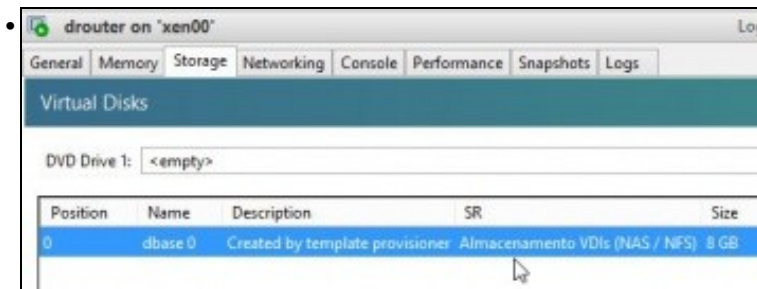 drouter on 'xen00'
General Memory Storage Networking Console Performance Snapshots Logs
Virtual Disks
DVD Drive 1: <empty>
Position Name Description SR Size
0 dbase 0 Created by template provisioner Almacenamento VDIs (NAS / NFS) 8 GB